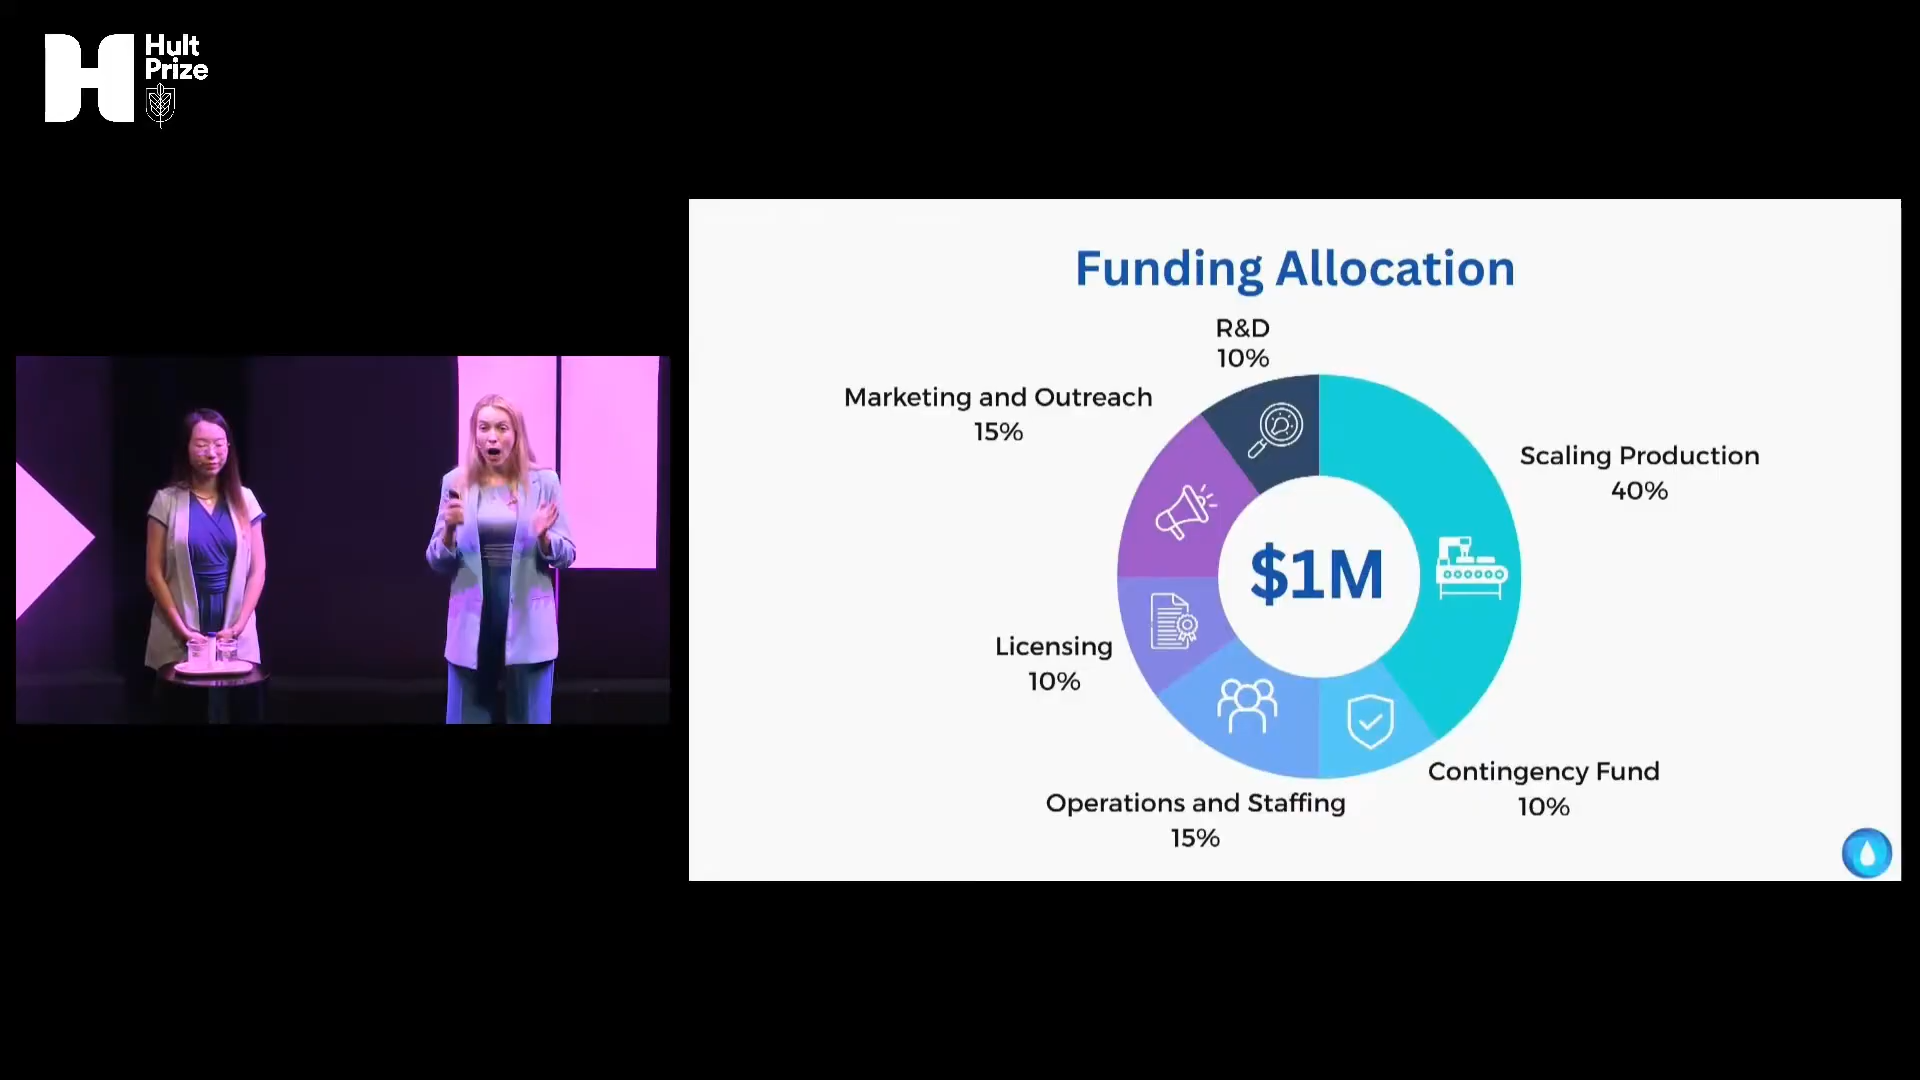 Hult
Prize
Funding Allocation
R&D
10%
Marketing and Outreach
15%
Scaling Production
40%
$1M
Licensing
10%
Contingency Fund
10%
Operations and Staffing
15%